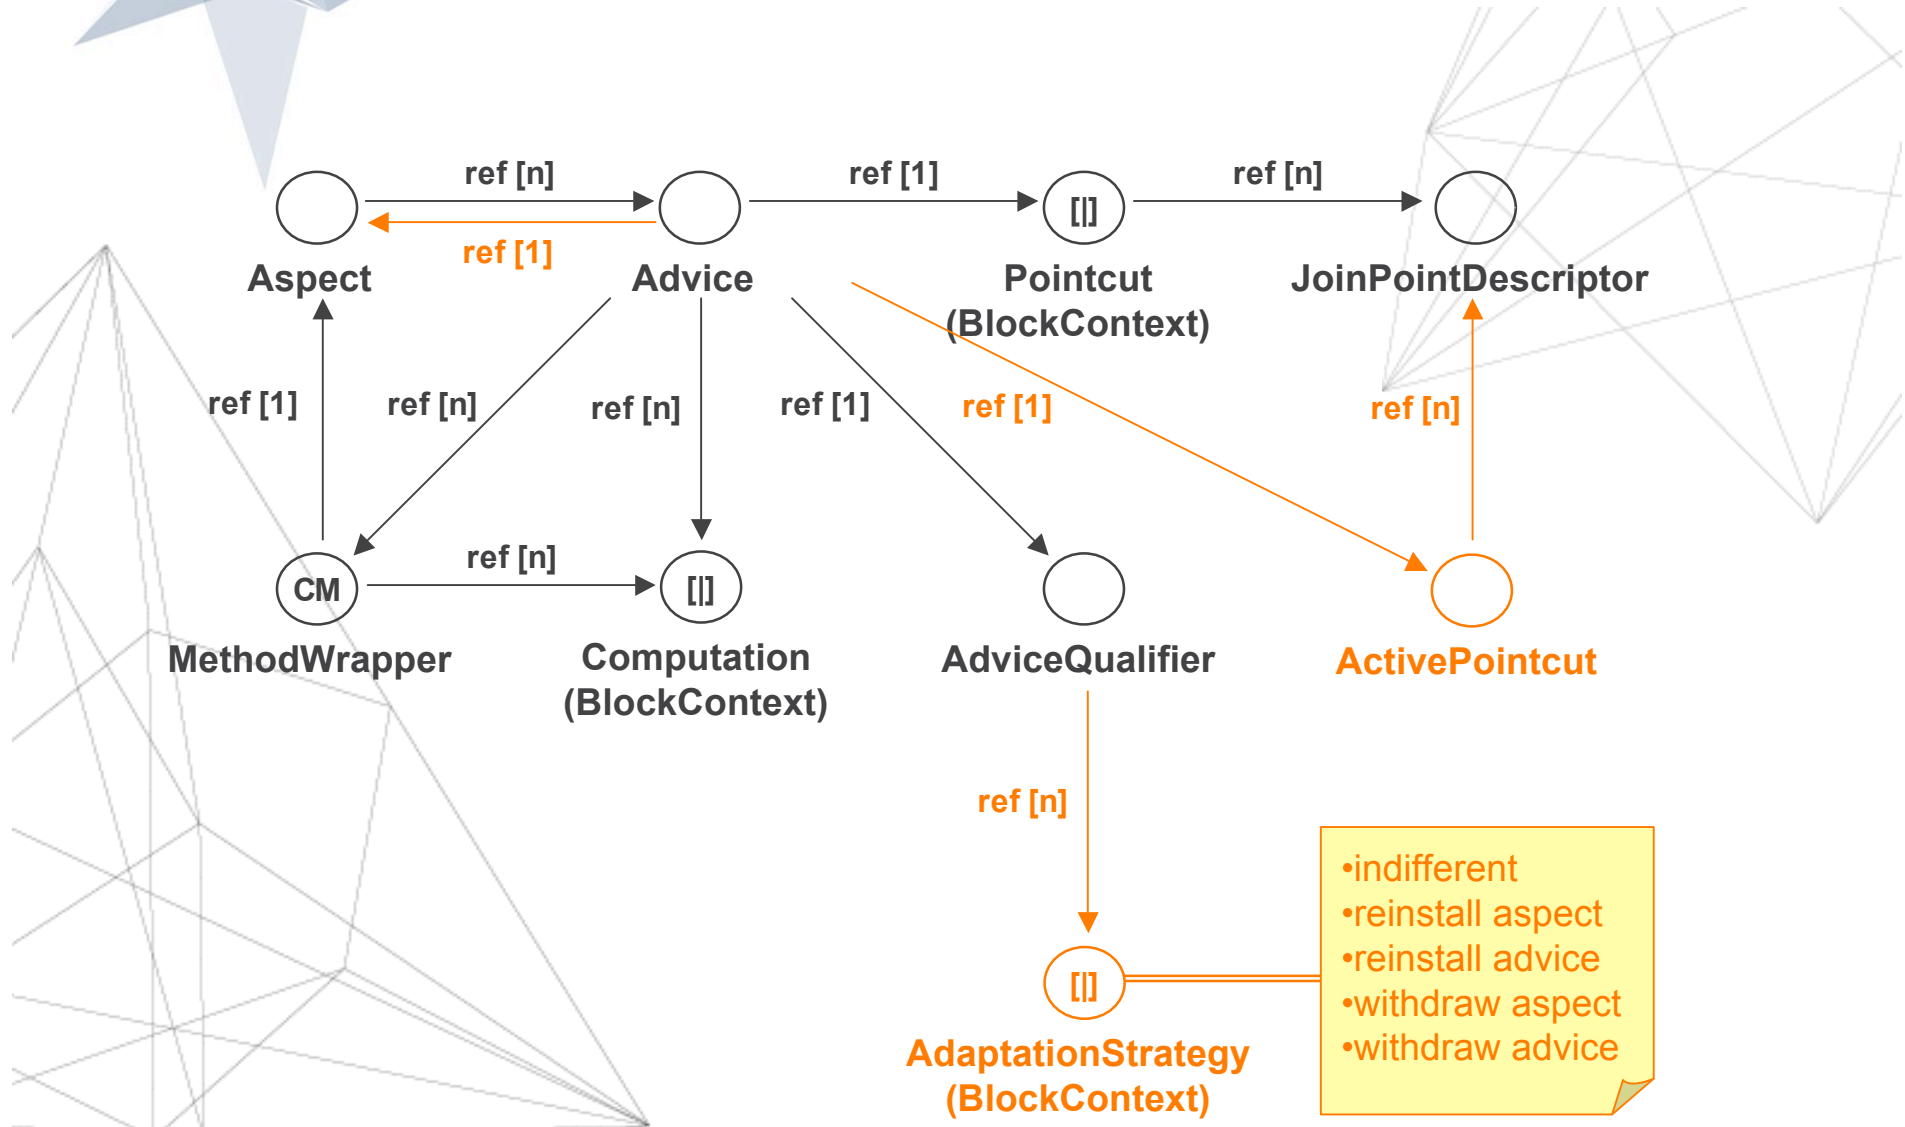 ref [n]
ref [1]
ref [n]
[|]
ref [1]
Aspect
Advice
Pointcut
(BlockContext)
JoinPointDescriptor
ref [1]
ref [n]
ref [n]
ref [1]
ref [1]
ref [n]
CM
ref [n]
[|]
MethodWrapper
Computation
(BlockContext)
AdviceQualifier
ActivePointcut
ref [n]
[|]
AdaptationStrategy
(BlockContext)
•indifferent
•reinstall aspect
•reinstall advice
•withdraw aspect
•withdraw advice